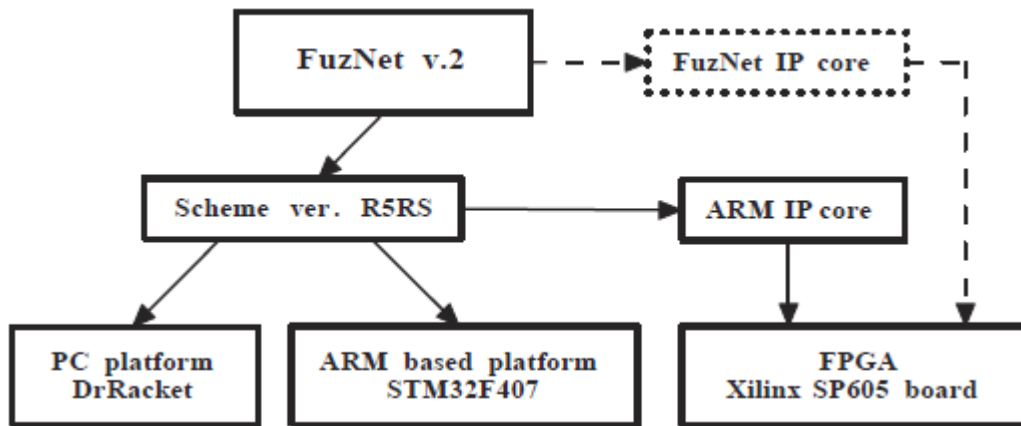 FuzNet v.2
FuzNet IP core
Scheme ver. R5RS
ARM IP core
PC platform
DrRacket
ARM based platform
STM32F407
FPGA
Xilinx SP605 board